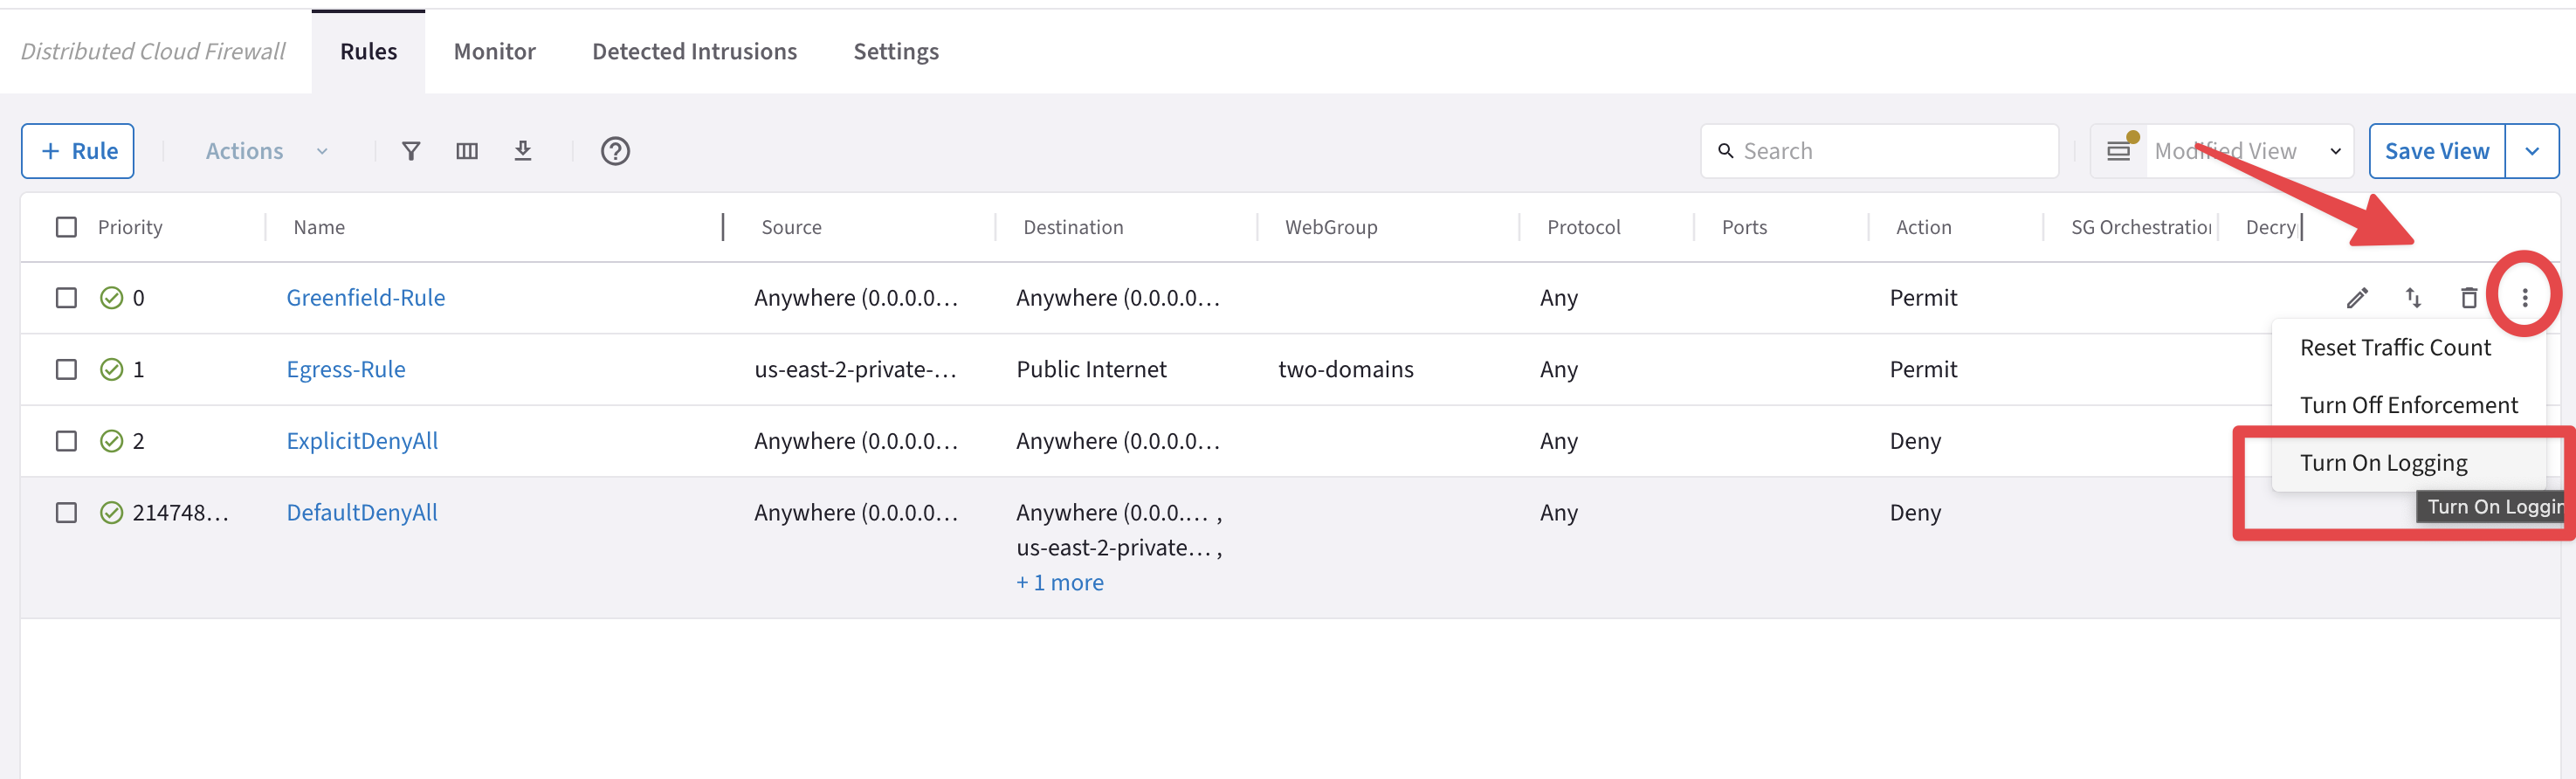 Distributed Cloud Firewall Rules Monitor Detected Intrusions Settings
+ Rule Actions Search Modified View Save View
Priority Name Source Destination WebGroup Protocol Ports Action SG Orchestration Decry
0 Greenfield-Rule Anywhere (0.0.0.0... Anywhere (0.0.0.0... Any Permit
Reset Traffic Count
1 Egress-Rule us-east-2-private-... Public Internet two-domains Any Permit
Turn Off Enforcement
2 ExplicitDenyAll Anywhere (0.0.0.0... Anywhere (0.0.0.0... Any Deny
Turn On Logging
214748... DefaultDenyAll Anywhere (0.0.0.0... Anywhere (0.0.0.... , Any Deny
Turn On Loggin
us-east-2-private... ,
+ 1 more